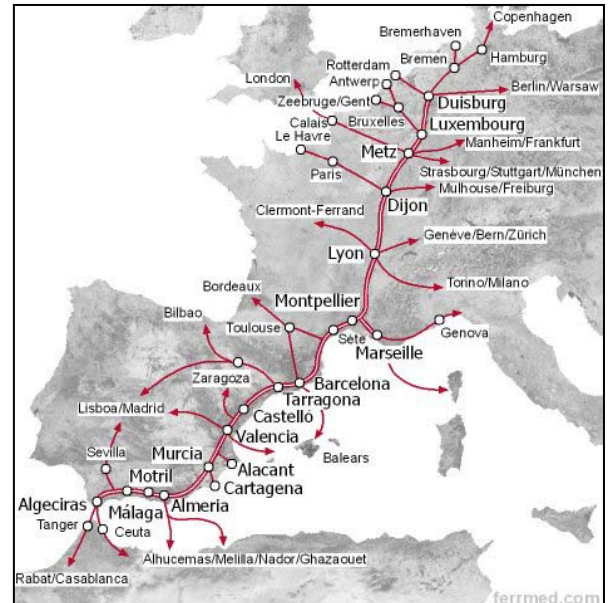 Copenhagen
Bremerhaven
Bremen
Hamburg
Rotterdam
Antwerp
London
Berlin/Warsaw
Zeebruge/Gent
Duisburg
Calais
Bruxelles
Luxembourg
Le Havre
Metz
Manheim/Frankfurt
Paris
Strasbourg/Stuttgart/München
Mulhouse/Freiburg
Dijon
Clermont-Ferrand
Genève/Bern/Zürich
Lyon
Bordeaux
Torino/Milano
Montpellier
Bilbao
Toulouse
Sète
Genova
Marseille
Zaragoza
Barcelona
Tarragona
Lisboa/Madrid
Castelló
Valencia
Sevilla
Murcia
Balears
Alacant
Motril
Cartagena
Algeciras
Málaga
Almeria
Tanger
Ceuta
Alhucemas/Melilla/Nador/Ghazaouet
Rabat/Casablanca
ferrmed.com